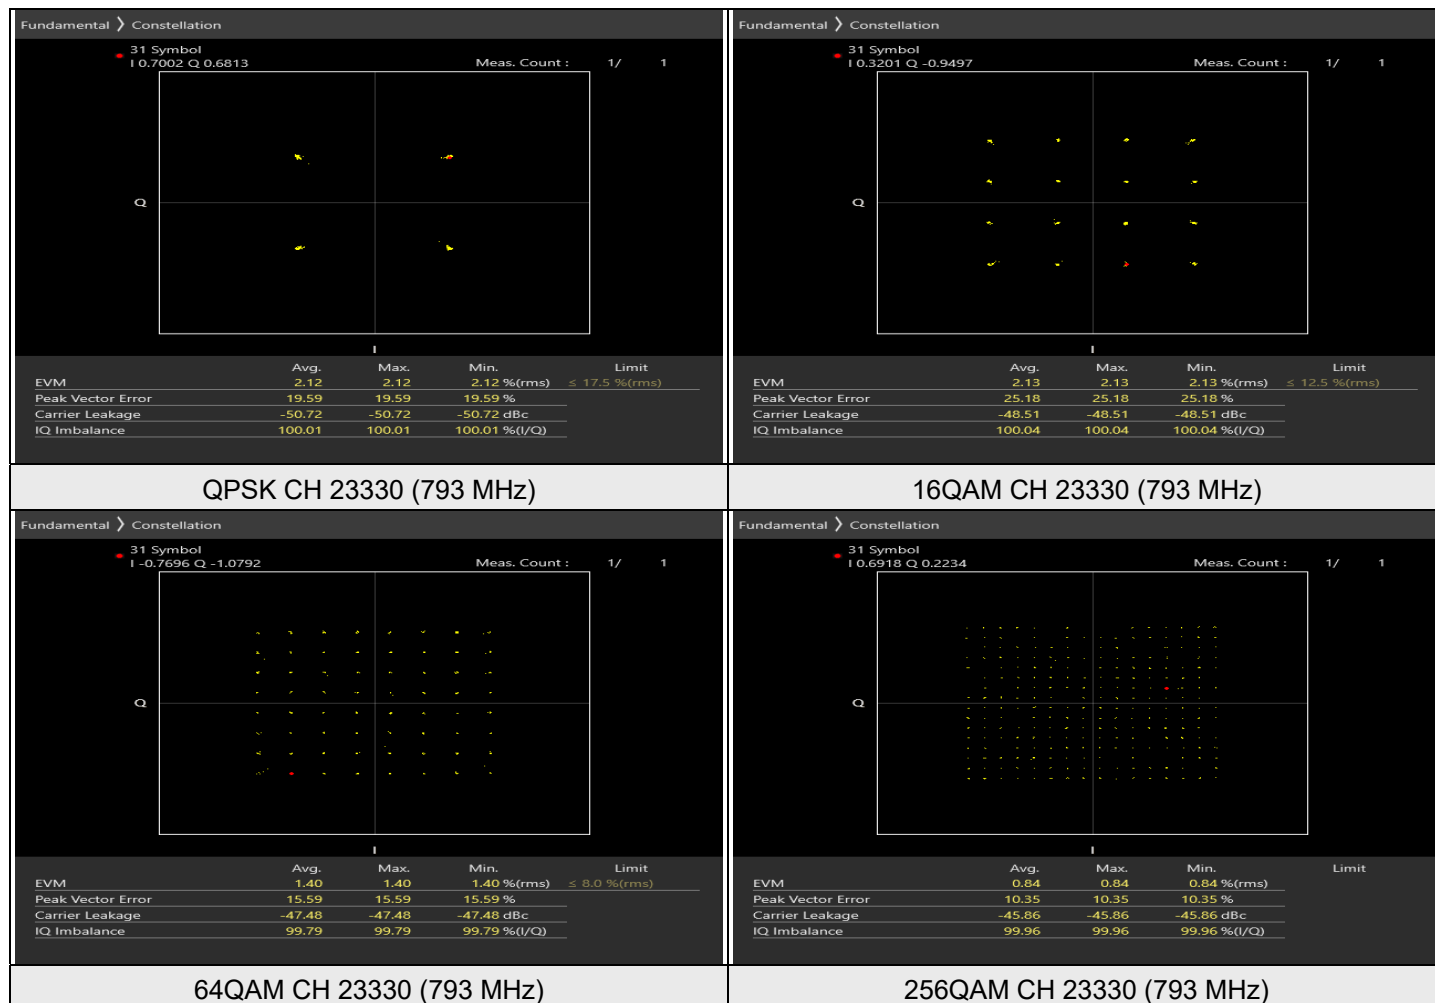 Fundamental ❯ Constellation
31 Symbol
I 0.7002 Q 0.6813 Meas. Count : 1/ 1
Q
I
Avg. Max. Min. Limit
EVM 2.12 2.12 2.12 %(rms) ≤ 17.5 %(rms)
Peak Vector Error 19.59 19.59 19.59 %
Carrier Leakage -50.72 -50.72 -50.72 dBc
IQ Imbalance 100.01 100.01 100.01 %(I/Q)
QPSK CH 23330 (793 MHz)
Fundamental ❯ Constellation
31 Symbol
I 0.3201 Q -0.9497 Meas. Count : 1/ 1
Q
I
Avg. Max. Min. Limit
EVM 2.13 2.13 2.13 %(rms) ≤ 12.5 %(rms)
Peak Vector Error 25.18 25.18 25.18 %
Carrier Leakage -48.51 -48.51 -48.51 dBc
IQ Imbalance 100.04 100.04 100.04 %(I/Q)
16QAM CH 23330 (793 MHz)
Fundamental ❯ Constellation
31 Symbol
I -0.7696 Q -1.0792 Meas. Count : 1/ 1
Q
I
Avg. Max. Min. Limit
EVM 1.40 1.40 1.40 %(rms) ≤ 8.0 %(rms)
Peak Vector Error 15.59 15.59 15.59 %
Carrier Leakage -47.48 -47.48 -47.48 dBc
IQ Imbalance 99.79 99.79 99.79 %(I/Q)
64QAM CH 23330 (793 MHz)
Fundamental ❯ Constellation
31 Symbol
I 0.6918 Q 0.2234 Meas. Count : 1/ 1
Q
I
Avg. Max. Min. Limit
EVM 0.84 0.84 0.84 %(rms)
Peak Vector Error 10.35 10.35 10.35 %
Carrier Leakage -45.86 -45.86 -45.86 dBc
IQ Imbalance 99.96 99.96 99.96 %(I/Q)
256QAM CH 23330 (793 MHz)